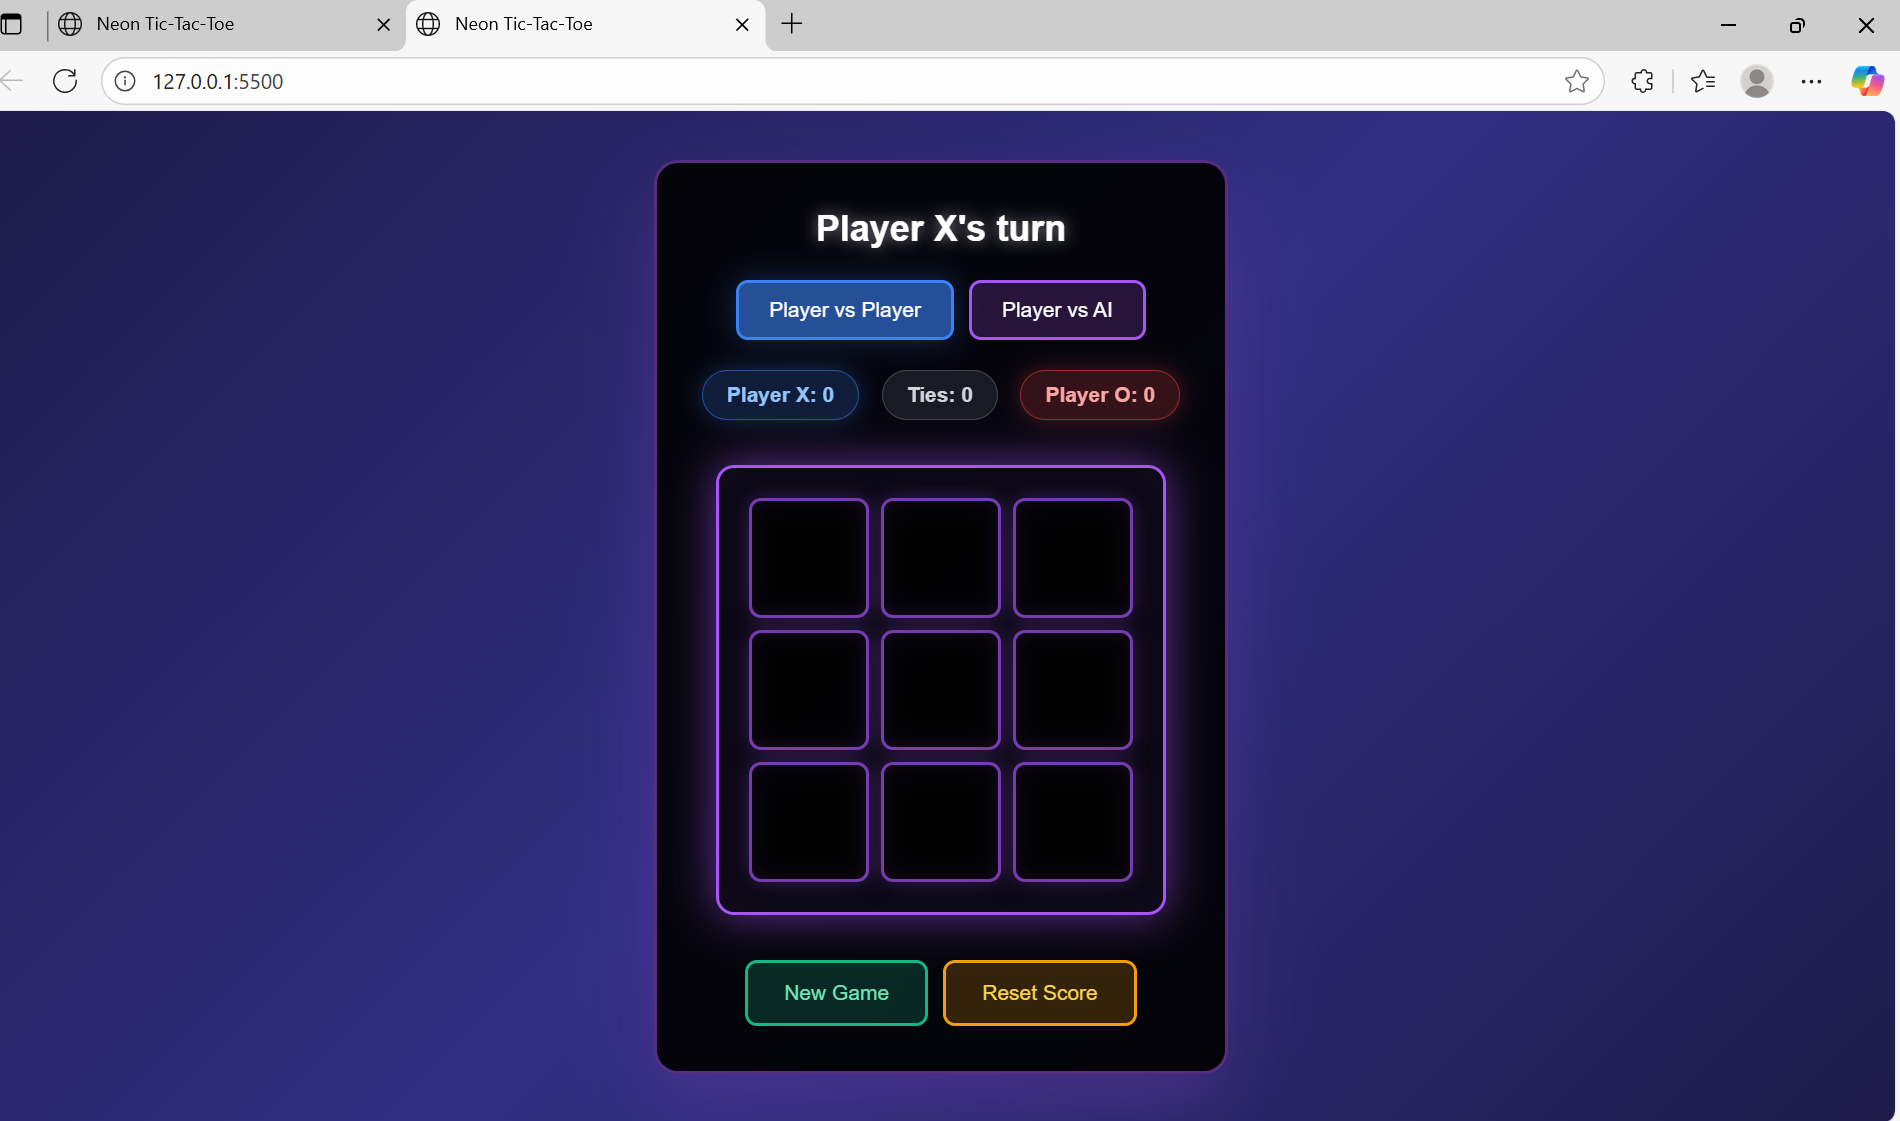 Neon Tic-Tac-Toe
Neon Tic-Tac-Toe
127.0.0.1:5500
Player X's turn
Player vs Player
Player vs AI
Player X: 0
Ties: 0
Player O: 0
New Game
Reset Score